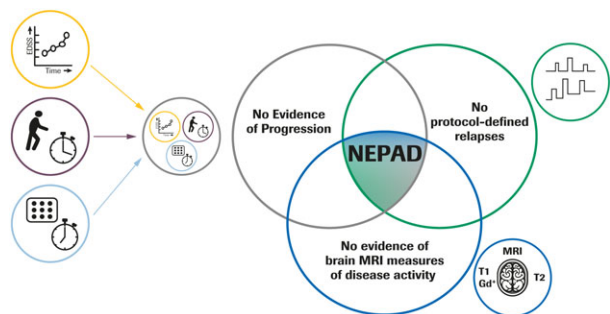 EDSS
Time
No Evidence
of Progression
No
protocol-defined
relapses
NEPAD
No evidence of
brain MRI measures
of disease activity
MRI
T1
Gd+
T2